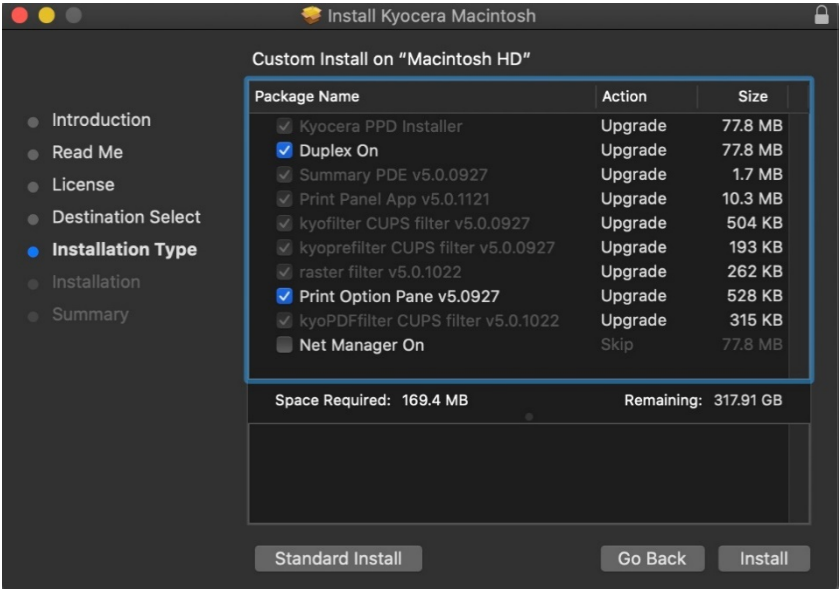 Install Kyocera Macintosh
Custom Install on “Macintosh HD”
Introduction
Read Me
License
Destination Select
Installation Type
Installation
Summary
Package Name Action Size
Kyocera PPD Installer Upgrade 77.8 MB
Duplex On Upgrade 77.8 MB
Summary PDE v5.0.0927 Upgrade 1.7 MB
Print Panel App v5.0.1121 Upgrade 10.3 MB
kyofilter CUPS filter v5.0.0927 Upgrade 504 KB
kyoprefilter CUPS filter v5.0.0927 Upgrade 193 KB
raster filter v5.0.1022 Upgrade 262 KB
Print Option Pane v5.0927 Upgrade 528 KB
kyoPDFfilter CUPS filter v5.0.1022 Upgrade 315 KB
Net Manager On Skip 77.8 MB
Space Required: 169.4 MB Remaining: 317.91 GB
Standard Install Go Back Install